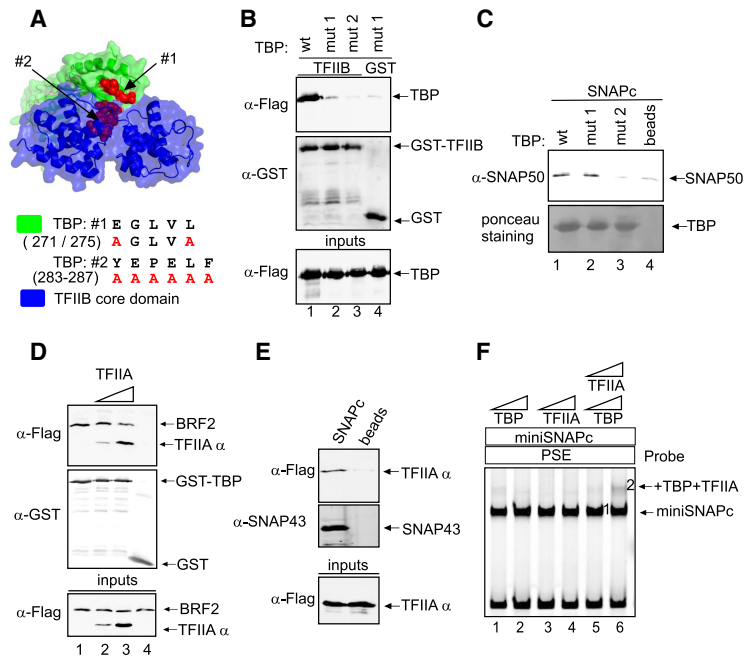 A
#2
#1
TBP: #1 E G L V L
(271 / 275) A G L V A
TBP: #2 Y E P E L F
(283-287) A A A A A A
TFIIB core domain
B
TBP: wt mut 1 mut 2 mut 1
TFIIB GST
α-Flag TBP
α-GST GST-TFIIB
GST
inputs
α-Flag TBP
1 2 3 4
C
SNAPc
TBP: wt mut 1 mut 2 beads
α-SNAP50 SNAP50
ponceau
staining
TBP
1 2 3 4
D
TFIIA
α-Flag BRF2
TFIIA α
α-GST GST-TBP
GST
inputs
α-Flag BRF2
TFIIA α
1 2 3 4
E
SNAPc beads
α-Flag TFIIA α
α-SNAP43 SNAP43
inputs
α-Flag TFIIA α
F
TFIIA
TBP TFIIA TBP
miniSNAPc
PSE Probe
2 +TBP+TFIIA
1 miniSNAPc
1 2 3 4 5 6